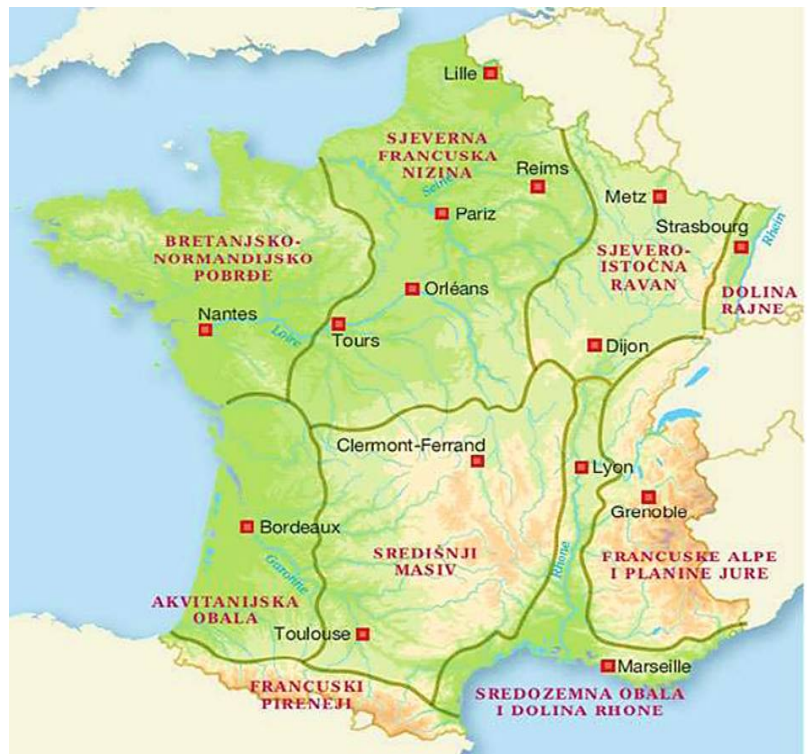 Lille
SJEVERNA
FRANCUSKA
NIZINA
Seine
Reims
Metz
Pariz
Strasbourg
Rhein
BRETANJSKO-
NORMANDIJSKO
POBRĐE
SJEVERO-
ISTOČNA
RAVAN
DOLINA
RAJNE
Orléans
Nantes
Loire
Tours
Dijon
Clermont-Ferrand
Lyon
Grenoble
Bordeaux
Garonne
SREDIŠNJI
MASIV
Rhone
FRANCUSKE ALPE
I PLANINE JURE
AKVITANIJSKA
OBALA
Toulouse
Marseille
FRANCUSKI
PIRENEJI
SREDOZEMNA OBALA
I DOLINA RHONE